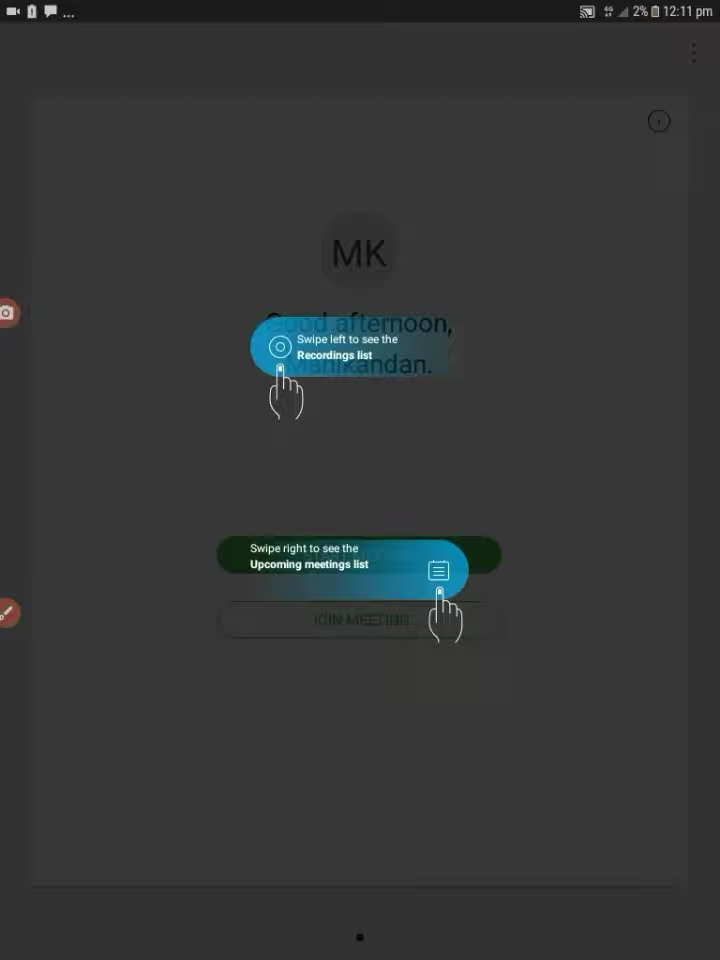 ... 4G 2% 12:11 pm
MK
Good afternoon,
Swipe left to see the
Recordings list
Manikandan.
Swipe right to see the
Upcoming meetings list
JOIN MEETING